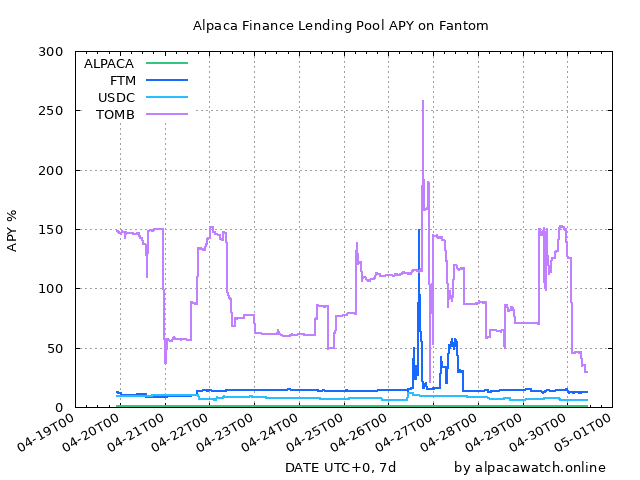 Alpaca Finance Lending Pool APY on Fantom
APY %
300
250
200
150
100
50
0
ALPACA
FTM
USDC
TOMB
04-19T00
04-20T00
04-21T00
04-22T00
04-23T00
04-24T00
04-25T00
04-26T00
04-27T00
04-28T00
04-29T00
04-30T00
05-01T00
DATE UTC+0, 7d
by alpacawatch.online